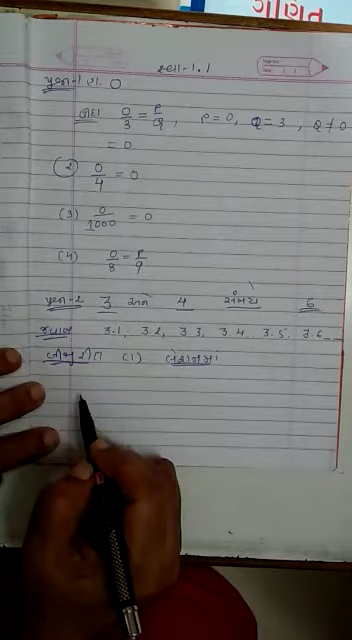 ગણિત
સ્વા-1.1
પ્રશ્ન-1 ગ. 0
જવાબ 0/3 = P/Q, P=0, Q=3, Q≠0
= 0
(2) 0/4 = 0
(3) 0/1000 = 0
(4) 0/8 = P/q
પ્રશ્ન-2 3 અને 4 સંખ્ય 6
જવાબ 3.1, 3.2, 3.3, 3.4, 3.5, 3.6
બીજી રીત (1)